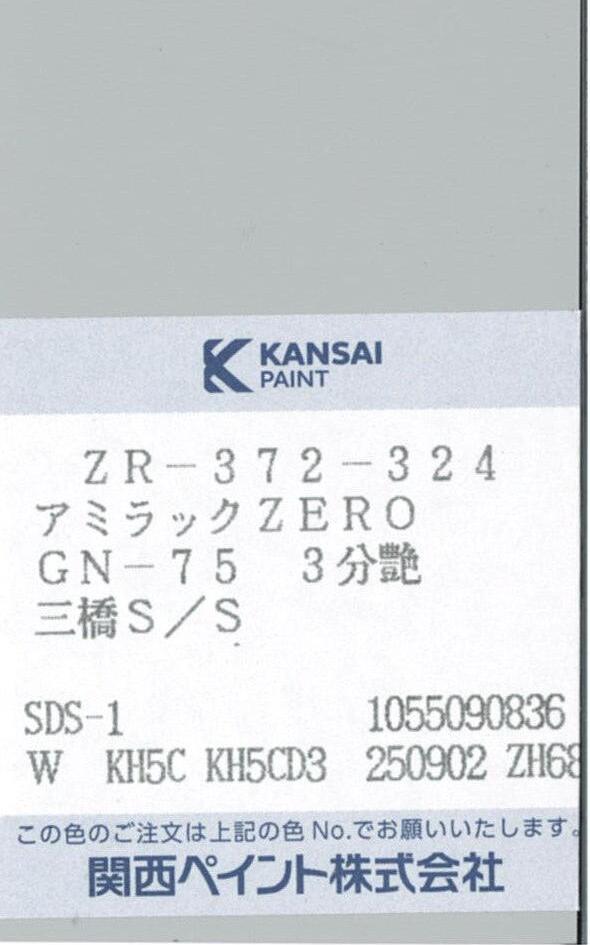 KANSAI
PAINT
ZR-372-324
アミラックZERO
GN-75 3分艶
三橋S/S
SDS-1 1055090836
W KH5C KH5CD3 250902 ZH68
この色のご注文は上記の色No.でお願いいたします。
関西ペイント株式会社